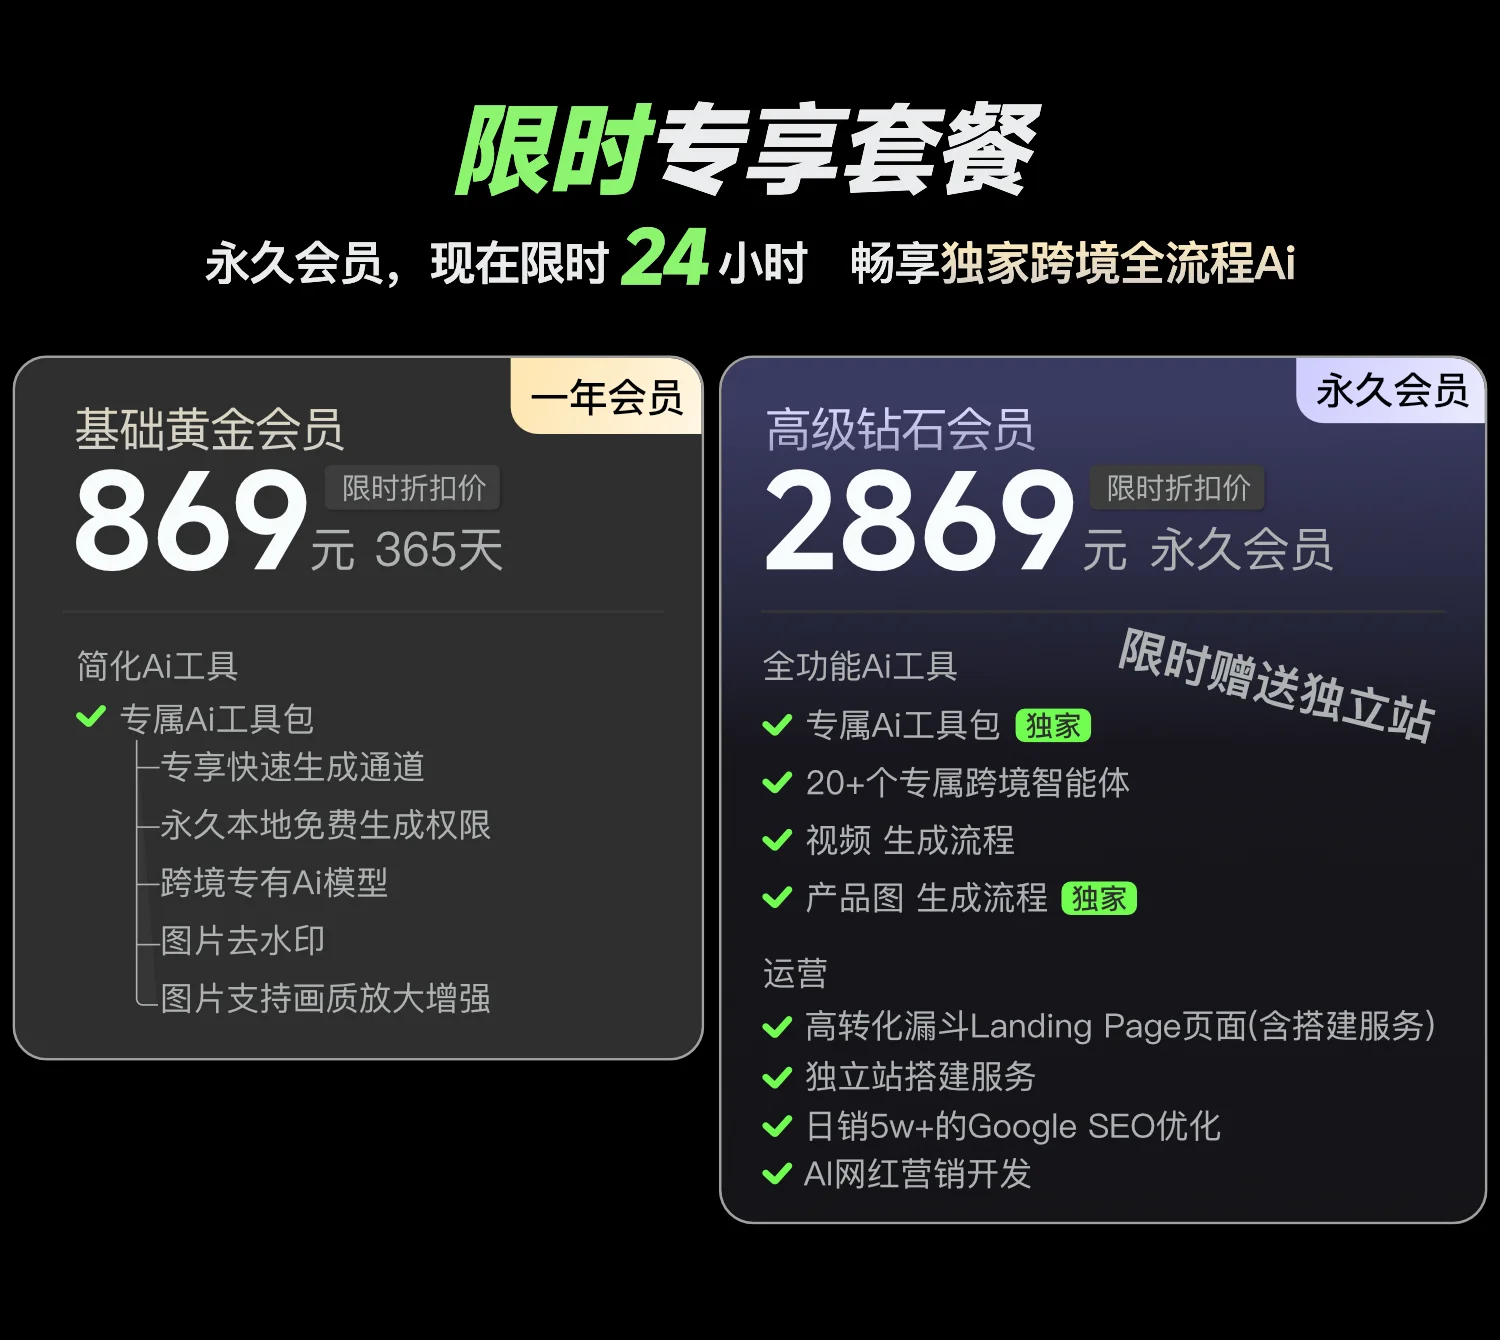 限时专享套餐
永久会员，现在限时 24 小时 畅享独家跨境全流程Ai
一年会员
基础黄金会员
869元 365天
限时折扣价
简化Ai工具
专属Ai工具包
专享快速生成通道
永久本地免费生成权限
跨境专有Ai模型
图片去水印
图片支持画质放大增强
永久会员
高级钻石会员
2869元 永久会员
限时折扣价
限时赠送独立站
全功能Ai工具
专属Ai工具包 独家
20+个专属跨境智能体
视频 生成流程
产品图 生成流程 独家
运营
高转化漏斗Landing Page页面(含搭建服务)
独立站搭建服务
日销5w+的Google SEO优化
AI网红营销开发